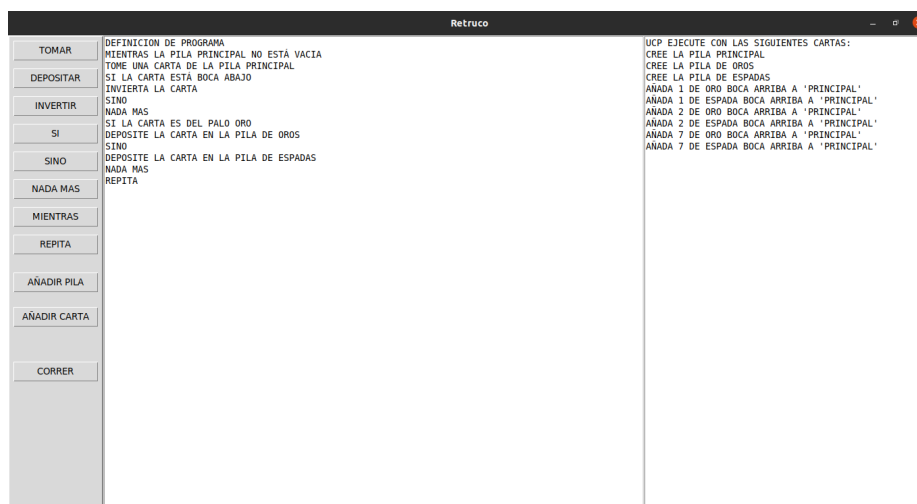 Retruco
TOMAR
DEPOSITAR
INVERTIR
SI
SINO
NADA MAS
MIENTRAS
REPITA
AÑADIR PILA
AÑADIR CARTA
CORRER
DEFINICION DE PROGRAMA
MIENTRAS LA PILA PRINCIPAL NO ESTÁ VACIA
TOME UNA CARTA DE LA PILA PRINCIPAL
SI LA CARTA ESTÁ BOCA ABAJO
INVIERTA LA CARTA
SINO
NADA MAS
SI LA CARTA ES DEL PALO ORO
DEPOSITE LA CARTA EN LA PILA DE OROS
SINO
DEPOSITE LA CARTA EN LA PILA DE ESPADAS
NADA MAS
REPITA
UCP EJECUTE CON LAS SIGUIENTES CARTAS:
CREE LA PILA PRINCIPAL
CREE LA PILA DE OROS
CREE LA PILA DE ESPADAS
AÑADA 1 DE ORO BOCA ARRIBA A 'PRINCIPAL'
AÑADA 1 DE ESPADA BOCA ARRIBA A 'PRINCIPAL'
AÑADA 2 DE ORO BOCA ARRIBA A 'PRINCIPAL'
AÑADA 2 DE ESPADA BOCA ARRIBA A 'PRINCIPAL'
AÑADA 7 DE ORO BOCA ARRIBA A 'PRINCIPAL'
AÑADA 7 DE ESPADA BOCA ARRIBA A 'PRINCIPAL'